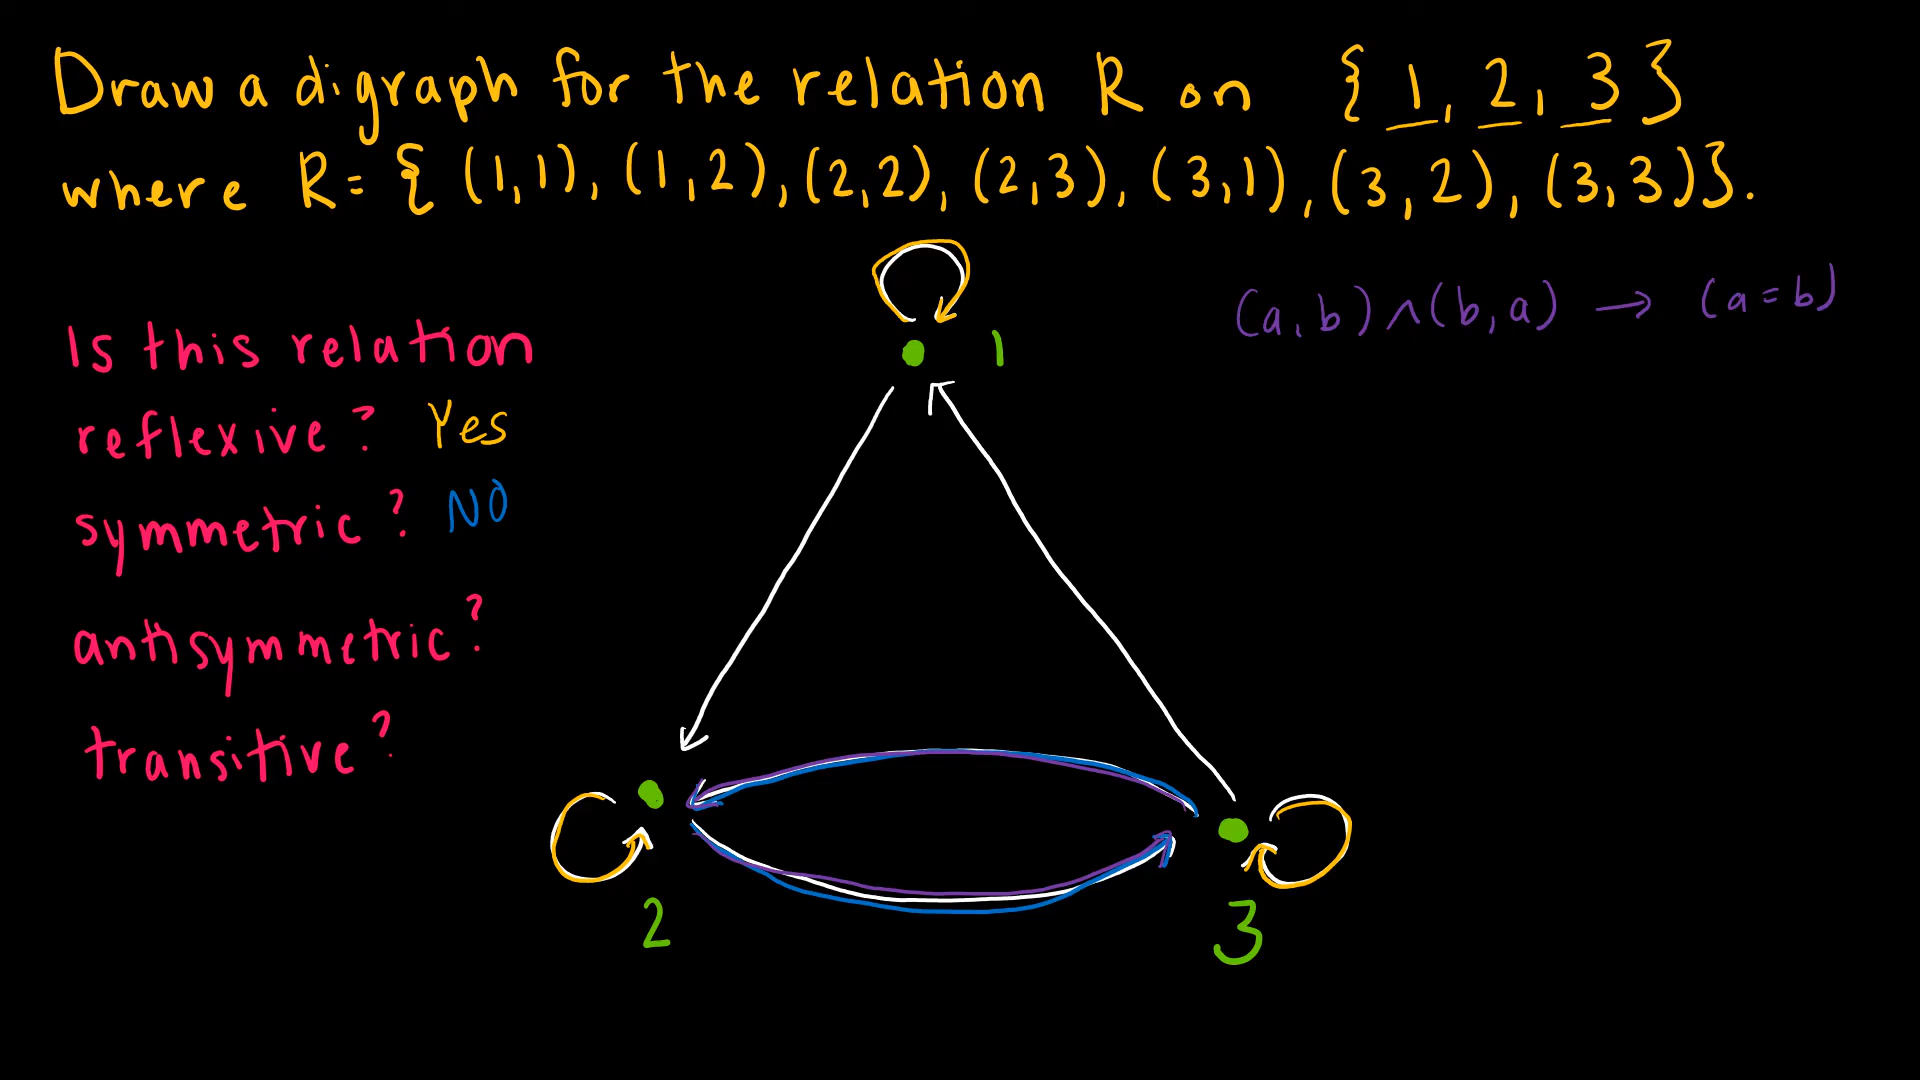 Draw a digraph for the relation R on { 1, 2, 3 }
where R = { (1,1), (1,2), (2,2), (2,3), (3,1), (3,2), (3,3)}.
(a,b) ∧ (b,a) → (a=b)
Is this relation
reflexive? Yes
symmetric? NO
antisymmetric?
transitive?
1
2
3